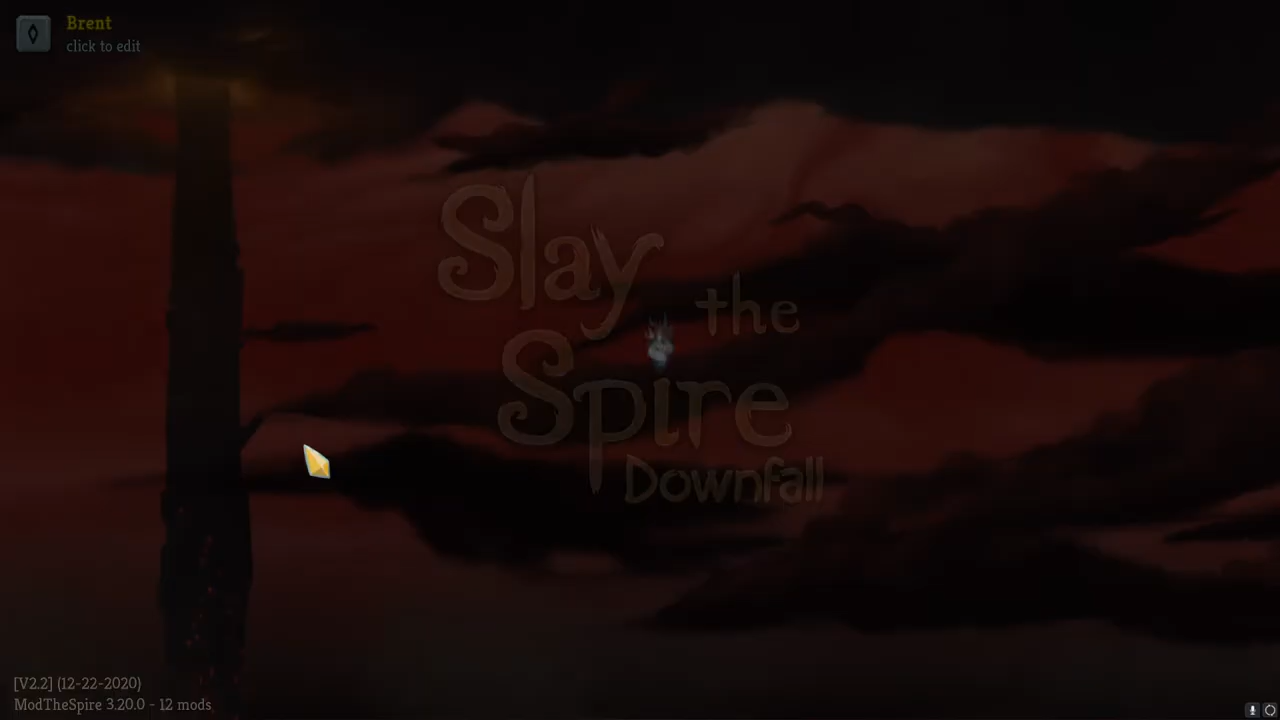 Brent
click to edit
Slay
the
Spire
Downfall
[V2.2] (12-22-2020)
ModTheSpire 3.20.0 - 12 mods